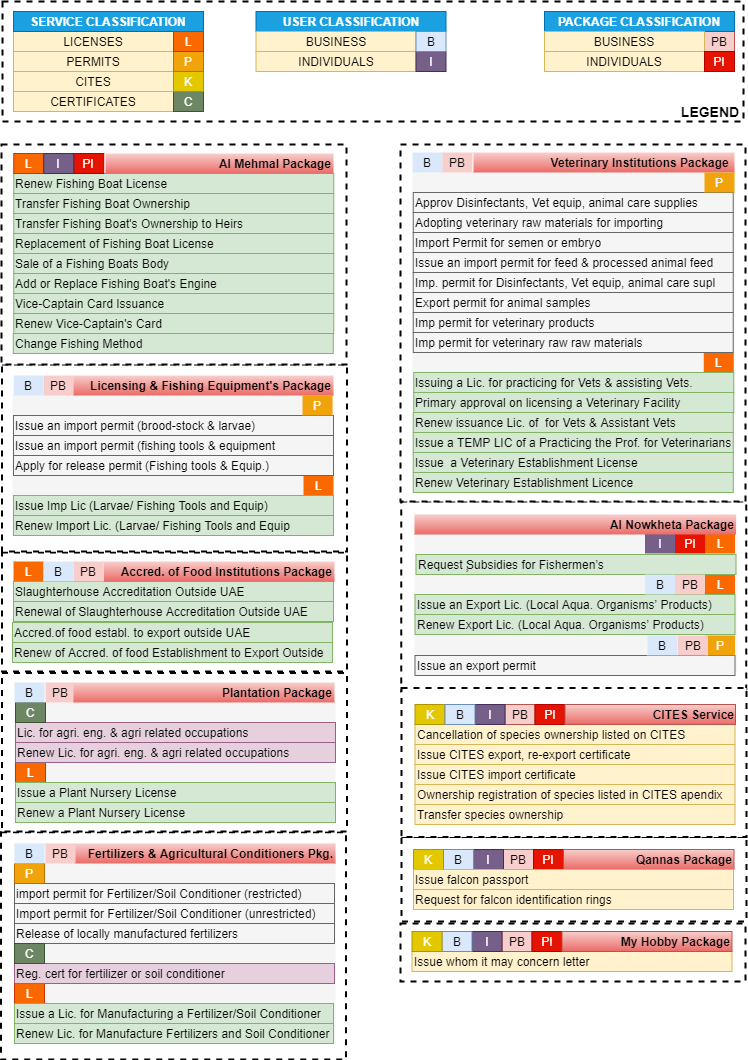 SERVICE CLASSIFICATION
LICENSES L
PERMITS P
CITES K
CERTIFICATES C
USER CLASSIFICATION
BUSINESS B
INDIVIDUALS I
PACKAGE CLASSIFICATION
BUSINESS PB
INDIVIDUALS PI
LEGEND
L I PI Al Mehmal Package
Renew Fishing Boat License
Transfer Fishing Boat Ownership
Transfer Fishing Boat's Ownership to Heirs
Replacement of Fishing Boat License
Sale of a Fishing Boats Body
Add or Replace Fishing Boat's Engine
Vice-Captain Card Issuance
Renew Vice-Captain's Card
Change Fishing Method
B PB Licensing & Fishing Equipment's Package
P
Issue an import permit (brood-stock & larvae)
Issue an import permit (fishing tools & equipment
Apply for release permit (Fishing tools & Equip.)
L
Issue Imp Lic (Larvae/ Fishing Tools and Equip)
Renew Import Lic. (Larvae/ Fishing Tools and Equip
L B PB Accred. of Food Institutions Package
Slaughterhouse Accreditation Outside UAE
Renewal of Slaughterhouse Accreditation Outside UAE
Accred.of food establ. to export outside UAE
Renew of Accred. of food Establishment to Export Outside
B PB Plantation Package
C
Lic. for agri. eng. & agri related occupations
Renew Lic. for agri. eng. & agri related occupations
L
Issue a Plant Nursery License
Renew a Plant Nursery License
B PB Fertilizers & Agricultural Conditioners Pkg.
P
import permit for Fertilizer/Soil Conditioner (restricted)
Import permit for Fertilizer/Soil Conditioner (unrestricted)
Release of locally manufactured fertilizers
C
Reg. cert for fertilizer or soil conditioner
L
Issue a Lic. for Manufacturing a Fertilizer/Soil Conditioner
Renew Lic. for Manufacture Fertilizers and Soil Conditioner
B PB Veterinary Institutions Package
P
Approv Disinfectants, Vet equip, animal care supplies
Adopting veterinary raw materials for importing
Import Permit for semen or embryo
Issue an import permit for feed & processed animal feed
Imp. permit for Disinfectants, Vet equip, animal care supl
Export permit for animal samples
Imp permit for veterinary products
Imp permit for veterinary raw raw materials
L
Issuing a Lic. for practicing for Vets & assisting Vets.
Primary approval on licensing a Veterinary Facility
Renew issuance Lic. of for Vets & Assistant Vets
Issue a TEMP LIC of a Practicing the Prof. for Veterinarians
Issue a Veterinary Establishment License
Renew Veterinary Establishment Licence
Al Nowkheta Package
I PI L
Request Subsidies for Fishermen's
B PB L
Issue an Export Lic. (Local Aqua. Organisms' Products)
Renew Export Lic. (Local Aqua. Organisms' Products)
B PB P
Issue an export permit
K B I PB PI CITES Service
Cancellation of species ownership listed on CITES
Issue CITES export, re-export certificate
Issue CITES import certificate
Ownership registration of species listed in CITES apendix
Transfer species ownership
K B I PB PI Qannas Package
Issue falcon passport
Request for falcon identification rings
K B I PB PI My Hobby Package
Issue whom it may concern letter